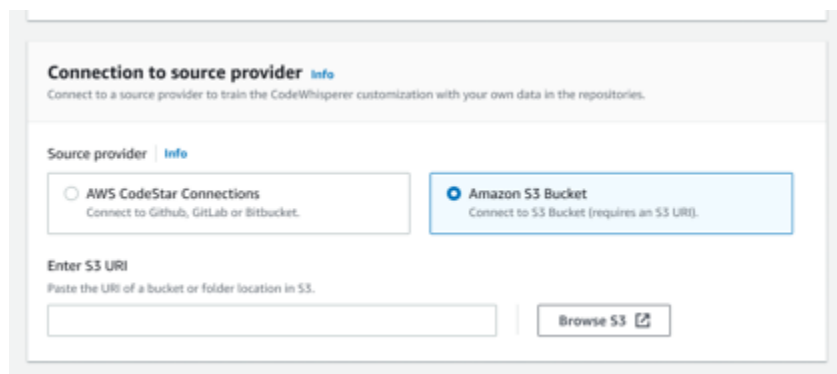 Connection to source provider Info
Connect to a source provider to train the CodeWhisperer customization with your own data in the repositories.
Source provider Info
AWS CodeStar Connections
Connect to Github, GitLab or Bitbucket.
Amazon S3 Bucket
Connect to S3 Bucket (requires an S3 URI).
Enter S3 URI
Paste the URI of a bucket or folder location in S3.
Browse S3